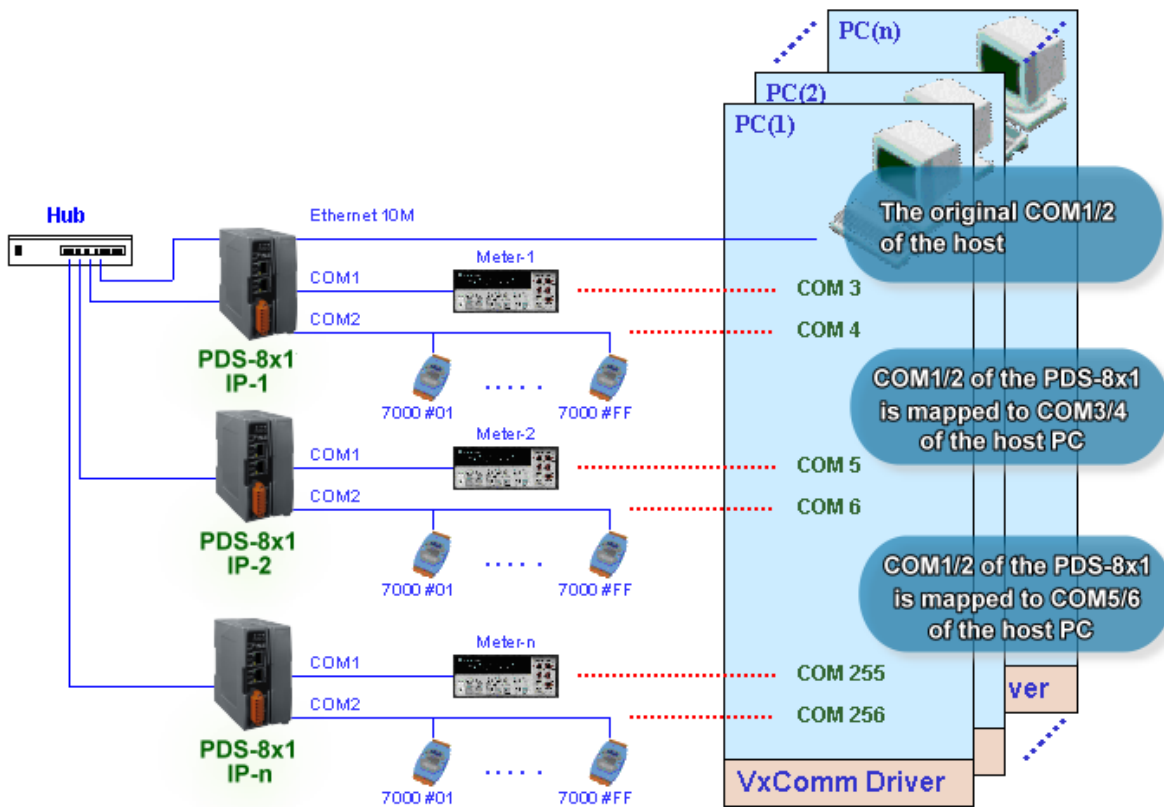 PC(n)
PC(2)
PC(1)
The original COM1/2
of the host
Hub
Ethernet 10M
COM1
Meter-1
COM 3
COM2
COM 4
PDS-8x1
IP-1
7000 #01
7000 #FF
COM1/2 of the PDS-8x1
is mapped to COM3/4
of the host PC
COM1
Meter-2
COM 5
COM2
COM 6
PDS-8x1
IP-2
7000 #01
7000 #FF
COM1/2 of the PDS-8x1
is mapped to COM5/6
of the host PC
COM1
Meter-n
COM 255
COM2
COM 256
PDS-8x1
IP-n
7000 #01
7000 #FF
ver
VxComm Driver